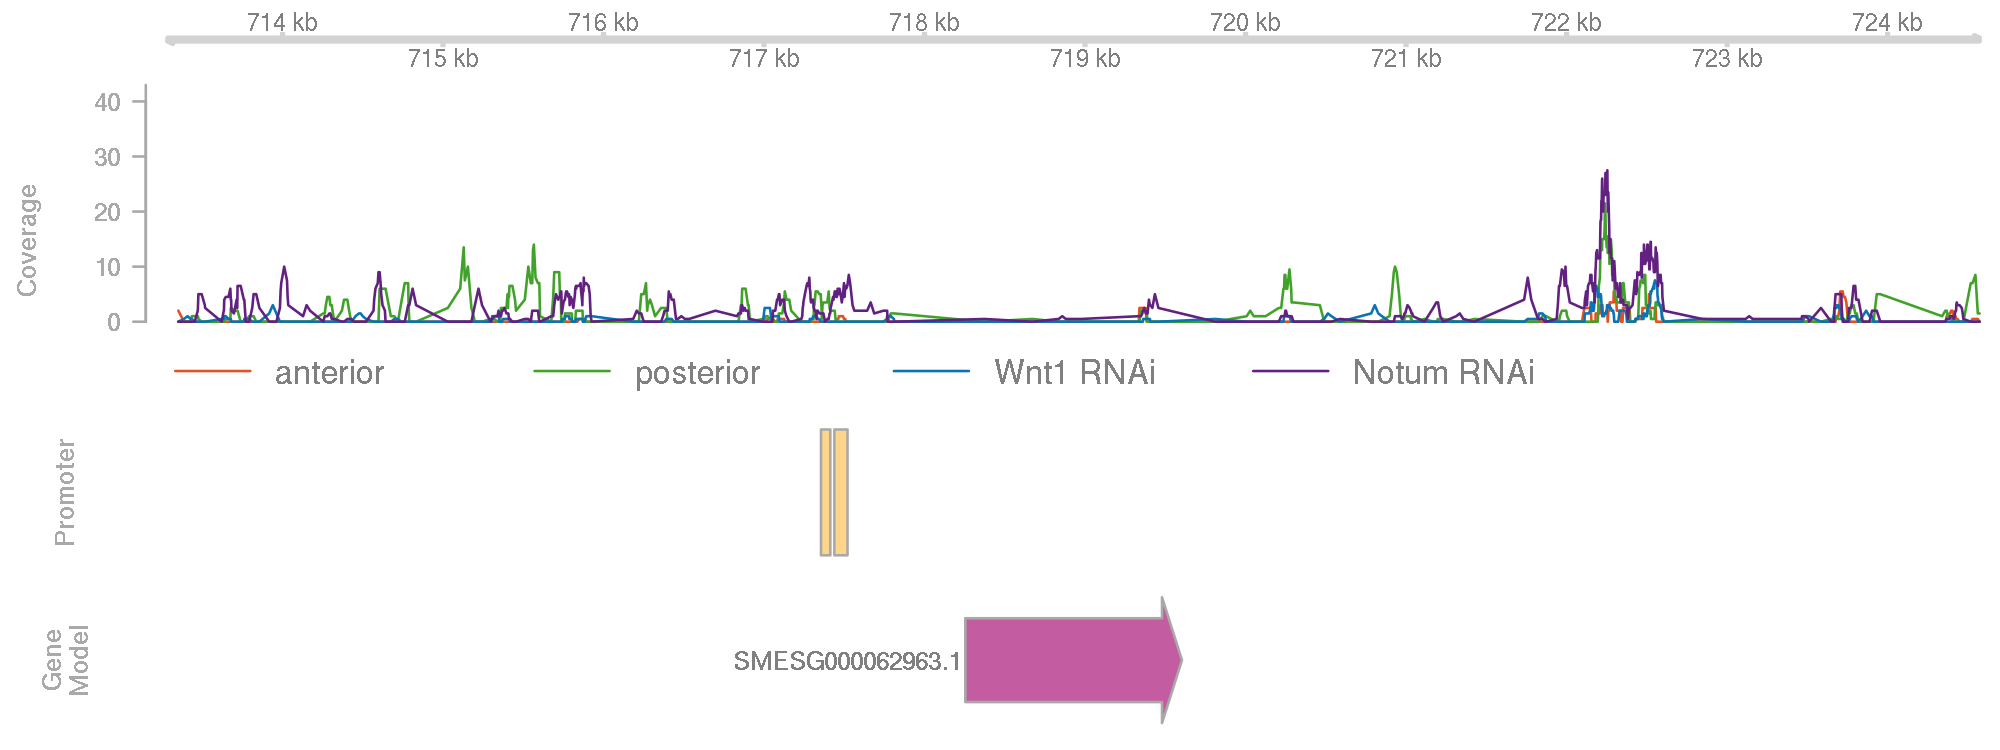 714 kb 716 kb 718 kb 720 kb 722 kb 724 kb
715 kb 717 kb 719 kb 721 kb 723 kb
Coverage
40
30
20
10
0
anterior posterior Wnt1 RNAi Notum RNAi
Promoter
Gene
Model
SMESG000062963.1